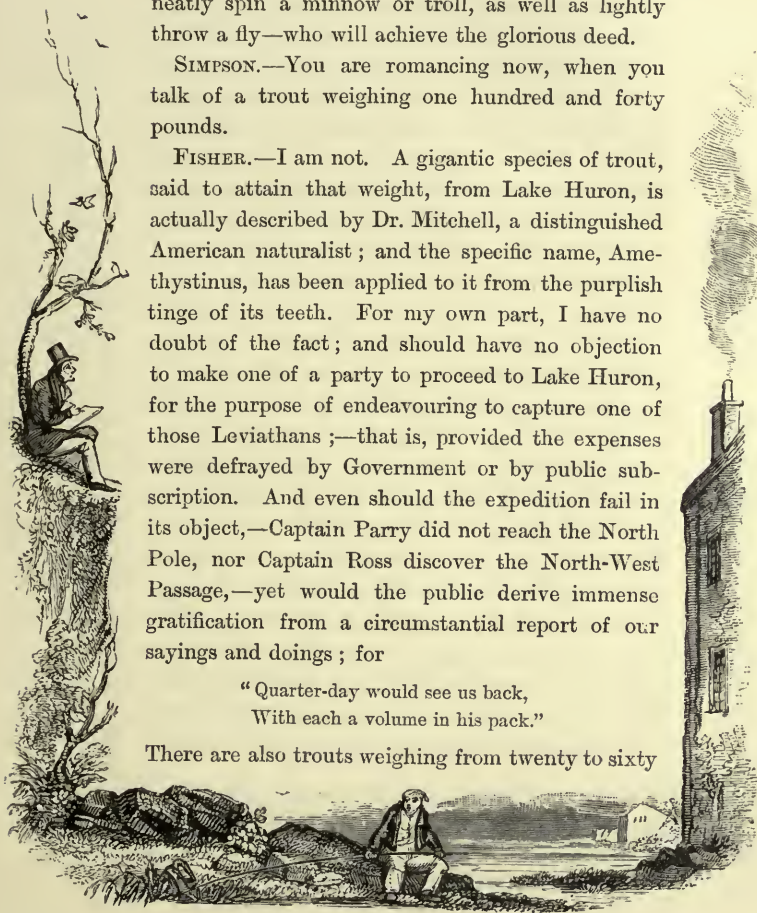 neatly spin a minnow or troll, as well as lightly
throw a fly—who will achieve the glorious deed.
SIMPSON.—You are romancing now, when you
talk of a trout weighing one hundred and forty
pounds.
FISHER.—I am not. A gigantic species of trout,
said to attain that weight, from Lake Huron, is
actually described by Dr. Mitchell, a distinguished
American naturalist ; and the specific name, Ame-
thystinus, has been applied to it from the purplish
tinge of its teeth. For my own part, I have no
doubt of the fact ; and should have no objection
to make one of a party to proceed to Lake Huron,
for the purpose of endeavouring to capture one of
those Leviathans ;—that is, provided the expenses
were defrayed by Government or by public sub-
scription. And even should the expedition fail in
its object,—Captain Parry did not reach the North
Pole, nor Captain Ross discover the North-West
Passage,—yet would the public derive immense
gratification from a circumstantial report of our
sayings and doings ; for
“ Quarter-day would see us back,
With each a volume in his pack.”
There are also trouts weighing from twenty to sixty